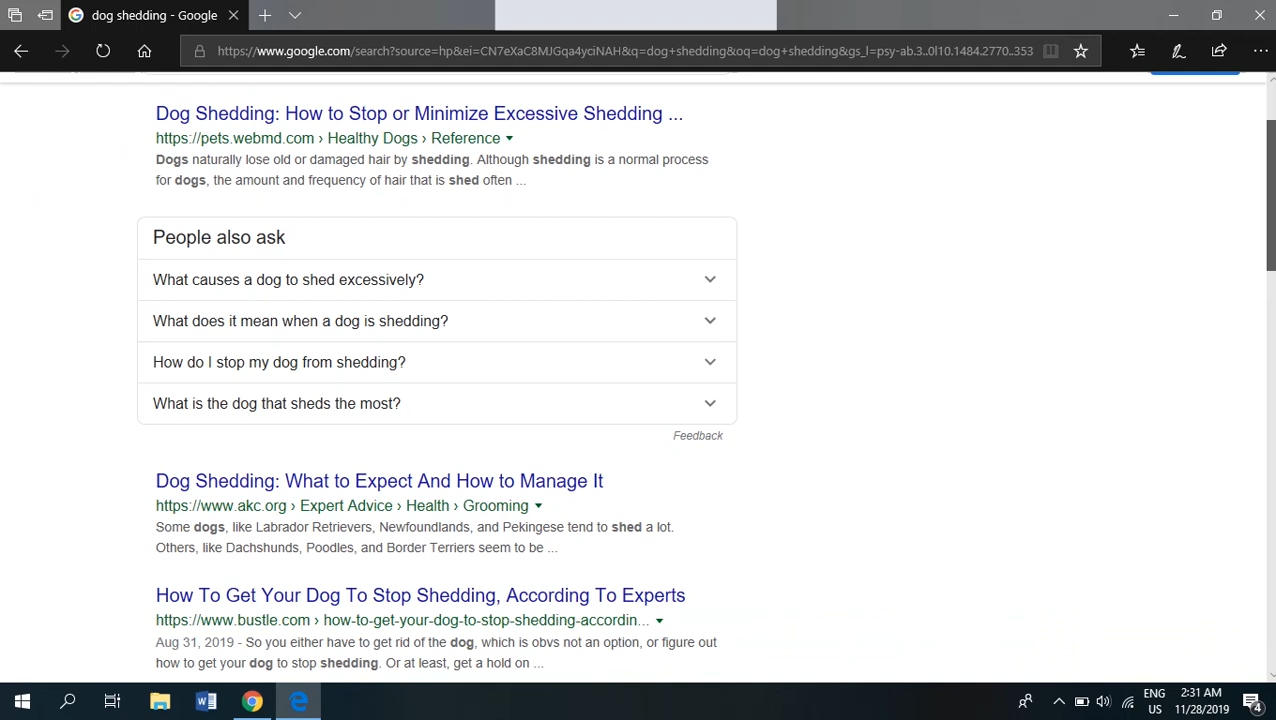 dog shedding - Google
https://www.google.com/search?source=hp&ei=CN7eXaC8MJGqa4yciNAH&q=dog+shedding&oq=dog+shedding&gs_l=psy-ab.3..0l10.1484.2770..353
Dog Shedding: How to Stop or Minimize Excessive Shedding ...
https://pets.webmd.com › Healthy Dogs › Reference
Dogs naturally lose old or damaged hair by shedding. Although shedding is a normal process
for dogs, the amount and frequency of hair that is shed often ...
People also ask
What causes a dog to shed excessively?
What does it mean when a dog is shedding?
How do I stop my dog from shedding?
What is the dog that sheds the most?
Feedback
Dog Shedding: What to Expect And How to Manage It
https://www.akc.org › Expert Advice › Health › Grooming
Some dogs, like Labrador Retrievers, Newfoundlands, and Pekingese tend to shed a lot.
Others, like Dachshunds, Poodles, and Border Terriers seem to be ...
How To Get Your Dog To Stop Shedding, According To Experts
https://www.bustle.com › how-to-get-your-dog-to-stop-shedding-accordin...
Aug 31, 2019 - So you either have to get rid of the dog, which is obvs not an option, or figure out
how to get your dog to stop shedding. Or at least, get a hold on ...
ENG
US
2:31 AM
11/28/2019
4